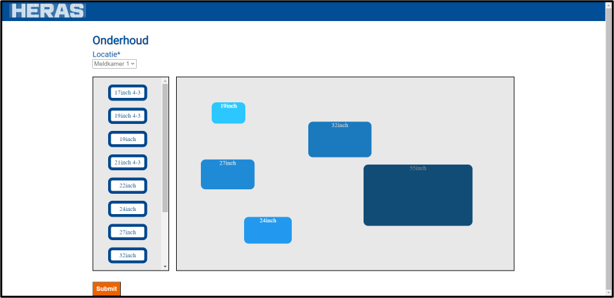 HERAS
Onderhoud
Locatie*
Meldkamer 1
17inch 4-3
19inch 4-3
19inch
21inch 4-3
22inch
24inch
27inch
32inch
19inch
32inch
27inch
55inch
24inch
Submit